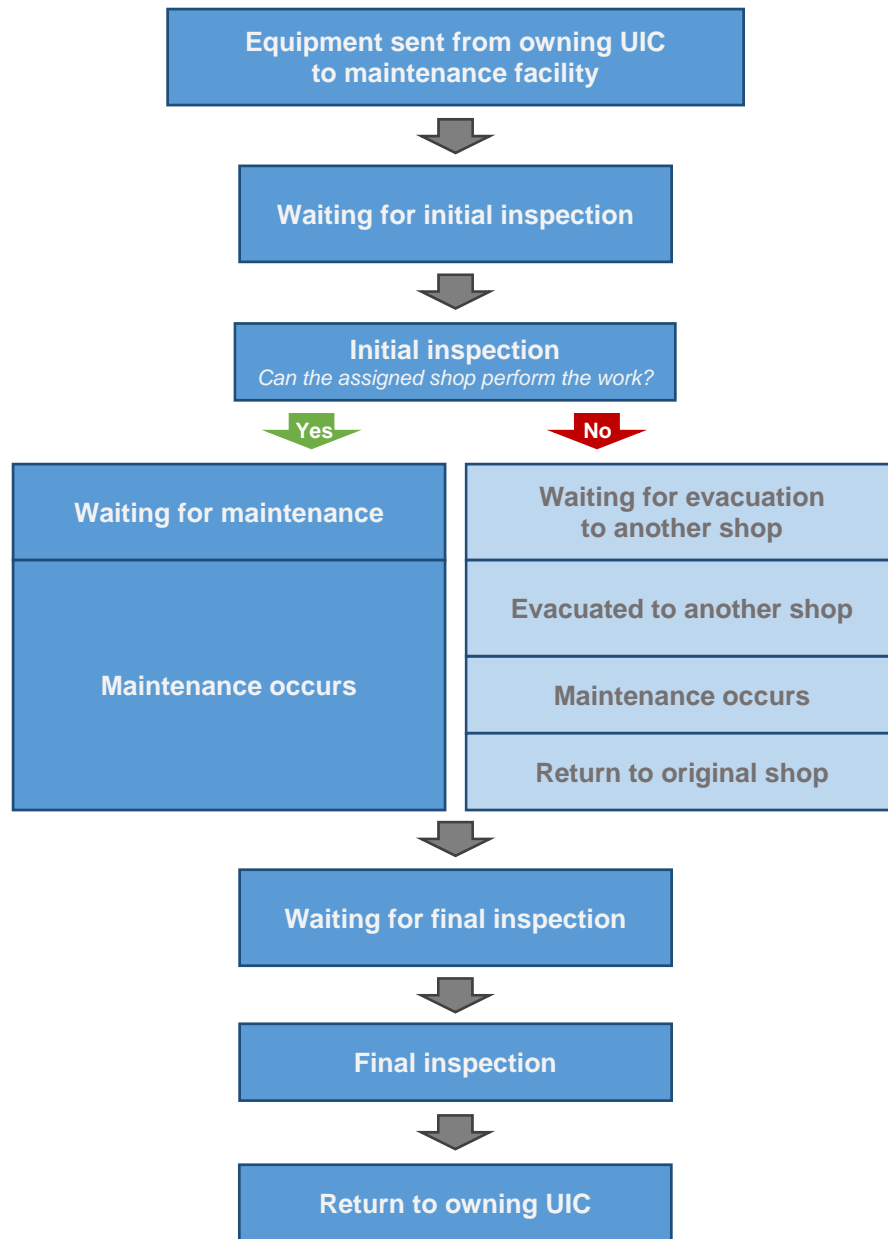 Equipment sent from owning UIC
to maintenance facility
Waiting for initial inspection
Initial inspection
Can the assigned shop perform the work?
Yes
No
Waiting for maintenance
Maintenance occurs
Waiting for evacuation
to another shop
Evacuated to another shop
Maintenance occurs
Return to original shop
Waiting for final inspection
Final inspection
Return to owning UIC